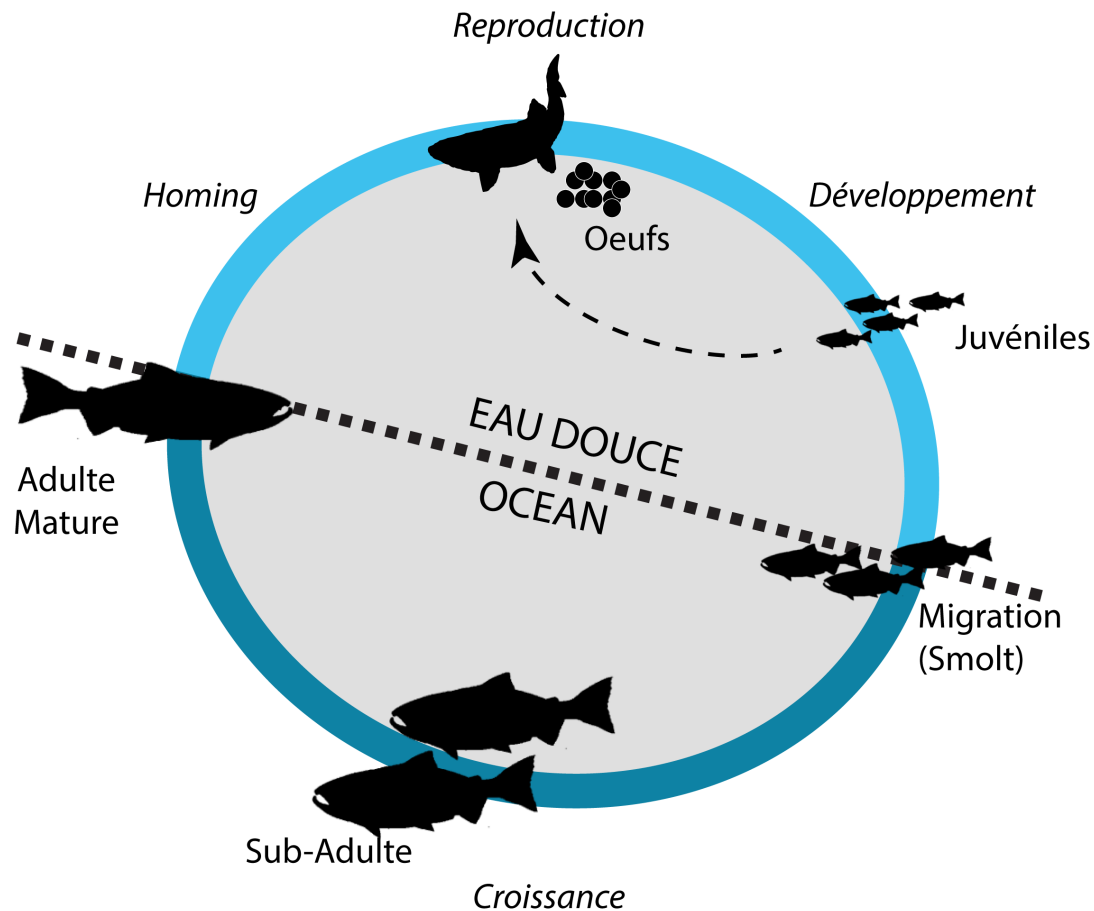 Reproduction
Homing
Développement
Oeufs
Juvéniles
EAU DOUCE
OCEAN
Adulte
Mature
Migration
(Smolt)
Sub-Adulte
Croissance